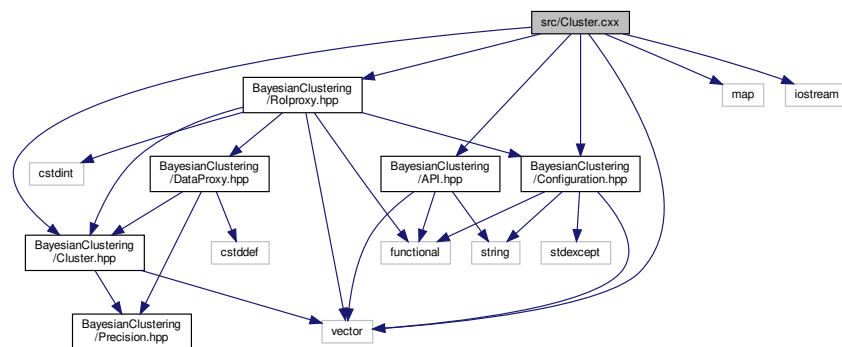 src/Cluster.cxx
BayesianClustering
/RoIproxy.hpp
map
iostream
cstdint
BayesianClustering
/DataProxy.hpp
BayesianClustering
/API.hpp
BayesianClustering
/Configuration.hpp
BayesianClustering
/Cluster.hpp
cstddef
functional
string
stdexcept
BayesianClustering
/Precision.hpp
vector